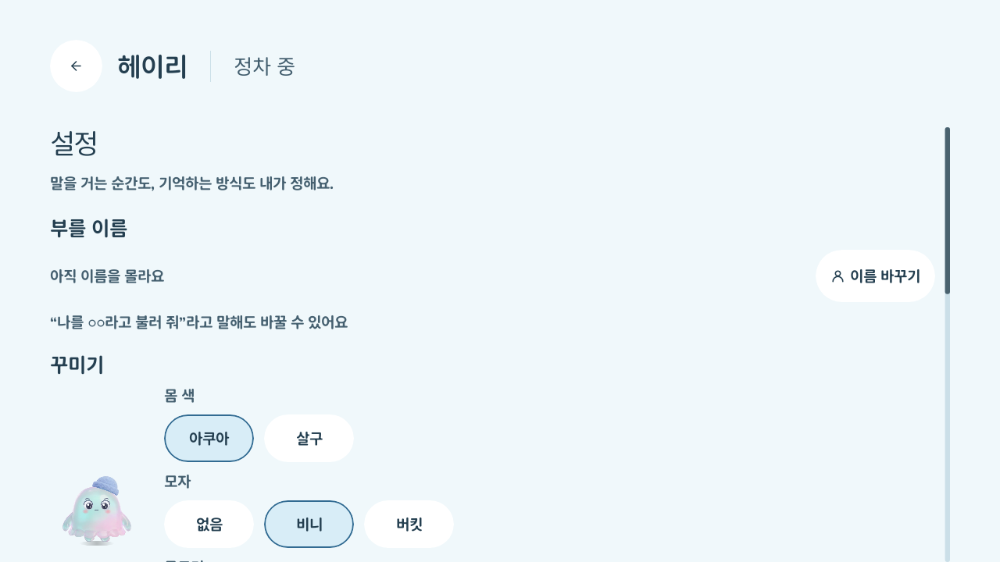 헤이리
정차 중
설정
말을 거는 순간도, 기억하는 방식도 내가 정해요.
부를 이름
아직 이름을 몰라요
이름 바꾸기
“나를 ○○라고 불러 줘”라고 말해도 바꿀 수 있어요
꾸미기
몸 색
아쿠아
살구
모자
없음
비니
버킷